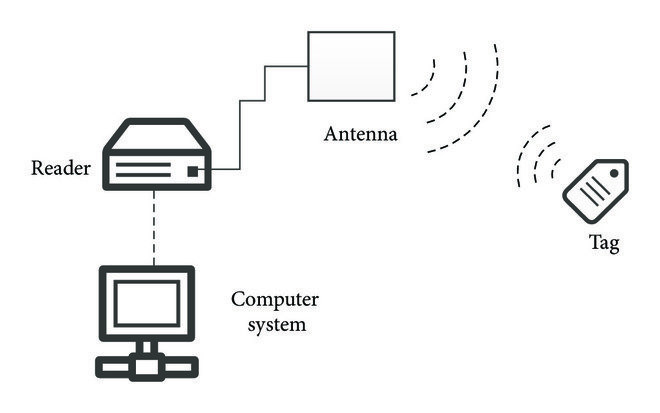 Antenna
Reader
Tag
Computer
system